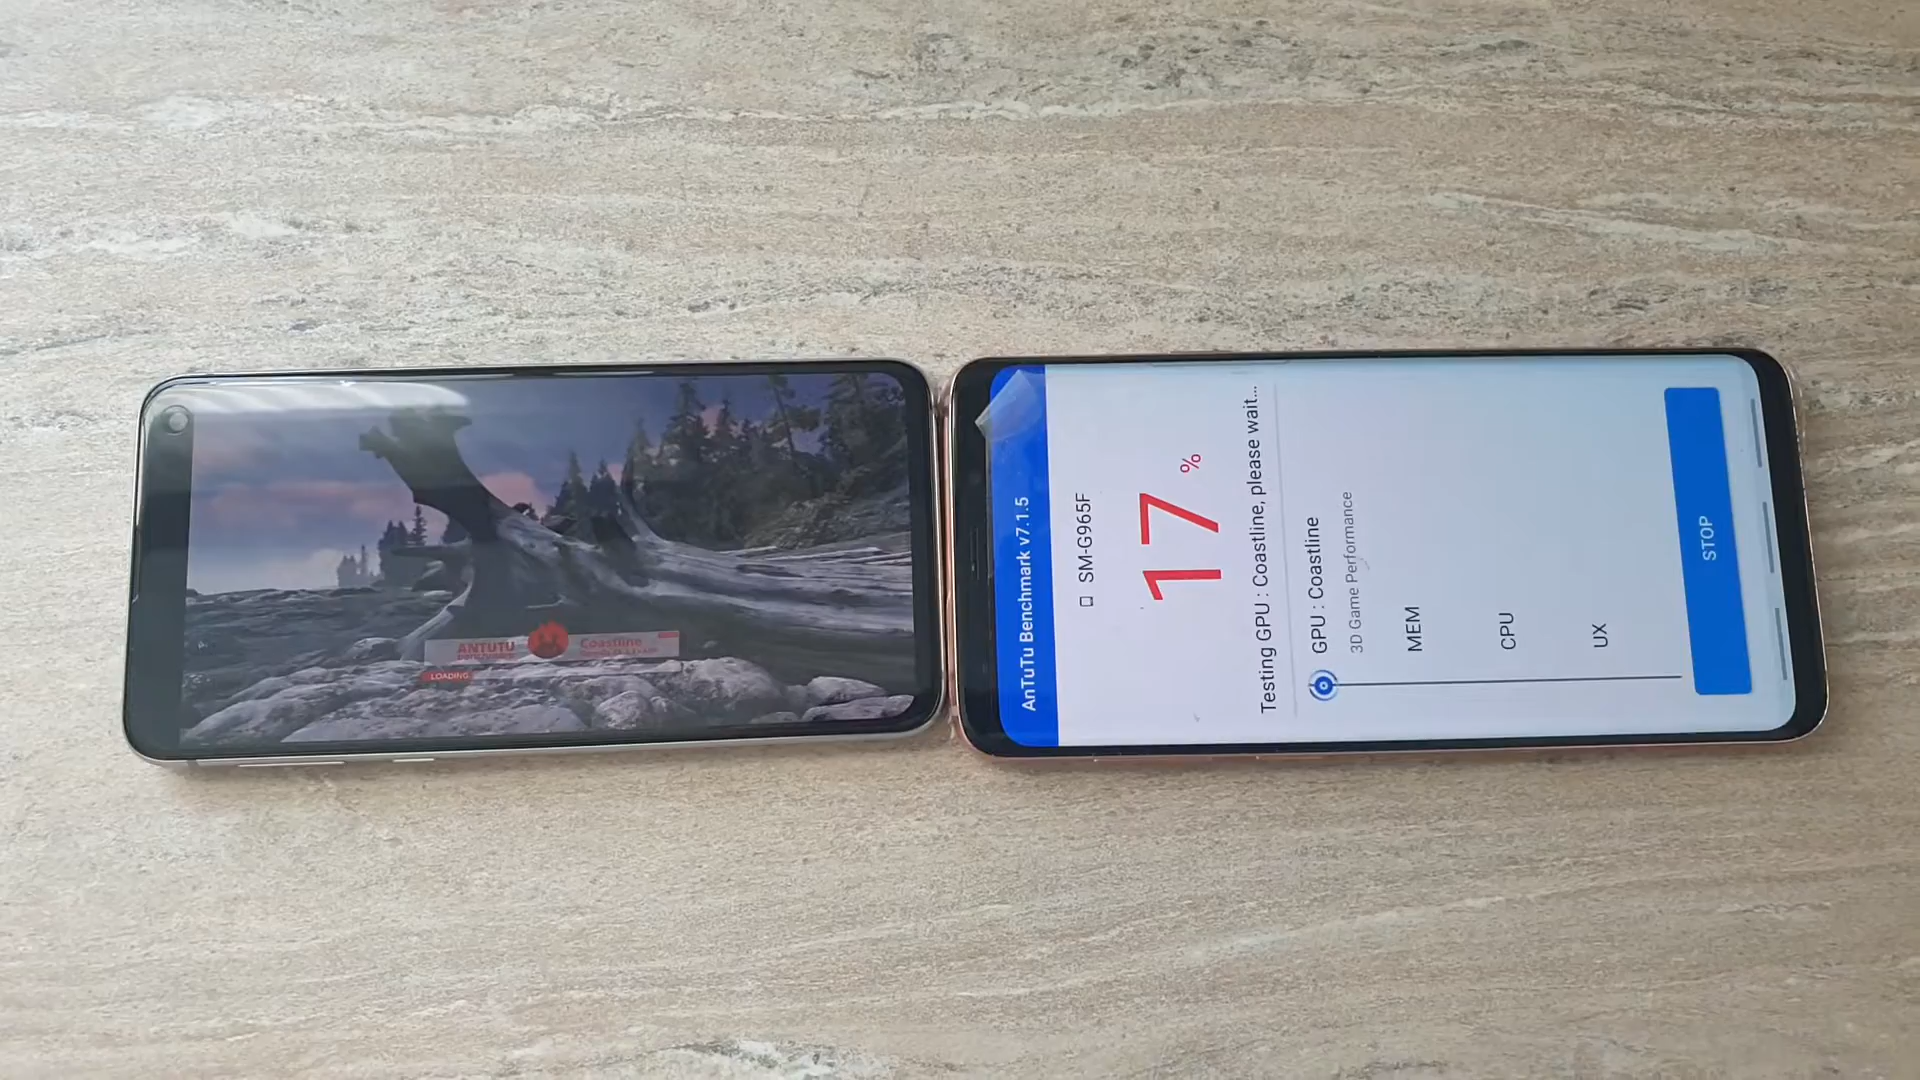 ANTUTU
Benchmark
Coastline
LOADING
AnTuTu Benchmark v7.1.5
SM-G965F
17 %
Testing GPU : Coastline, please wait...
GPU : Coastline
3D Game Performance
MEM
CPU
UX
STOP